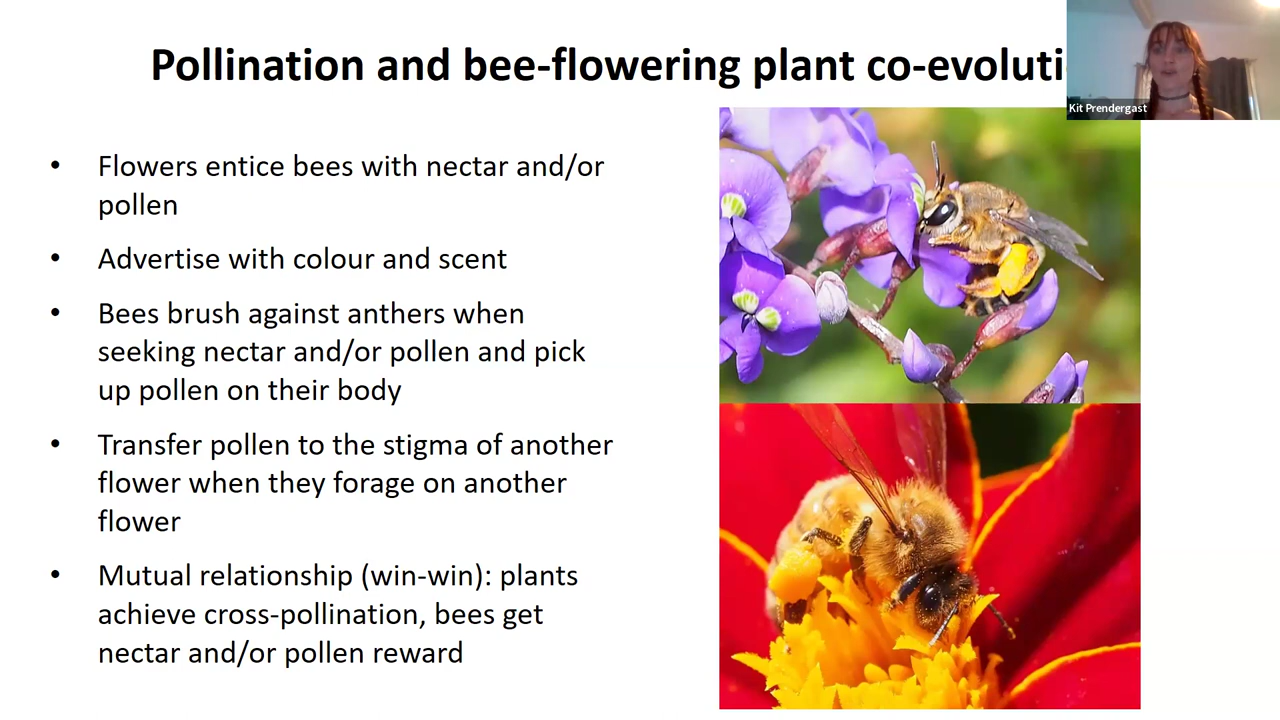 Pollination and bee-flowering plant co-evoluti
Kit Prendergast
• Flowers entice bees with nectar and/or
pollen
• Advertise with colour and scent
• Bees brush against anthers when
seeking nectar and/or pollen and pick
up pollen on their body
• Transfer pollen to the stigma of another
flower when they forage on another
flower
• Mutual relationship (win-win): plants
achieve cross-pollination, bees get
nectar and/or pollen reward